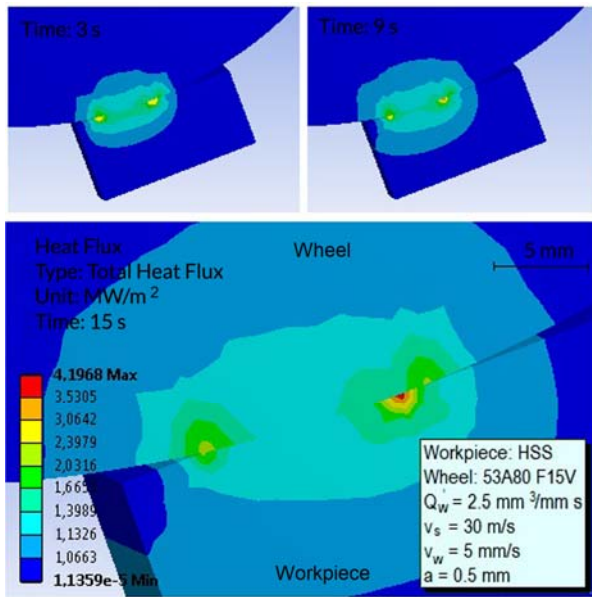 Time: 3 s
Time: 9 s
Heat Flux
Type: Total Heat Flux
Unit: MW/m²
Time: 15 s
Wheel
5 mm
4,1968 Max
3,5305
3,0642
2,3979
2,0316
1,665
1,3989
1,1326
1,0663
1,1359e-5 Min
Workpiece
Workpiece: HSS
Wheel: 53A80 F15V
Q'w = 2.5 mm³/mm s
vs = 30 m/s
vw = 5 mm/s
a = 0.5 mm